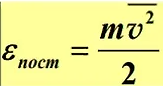 ε_пост = mv̅²/2